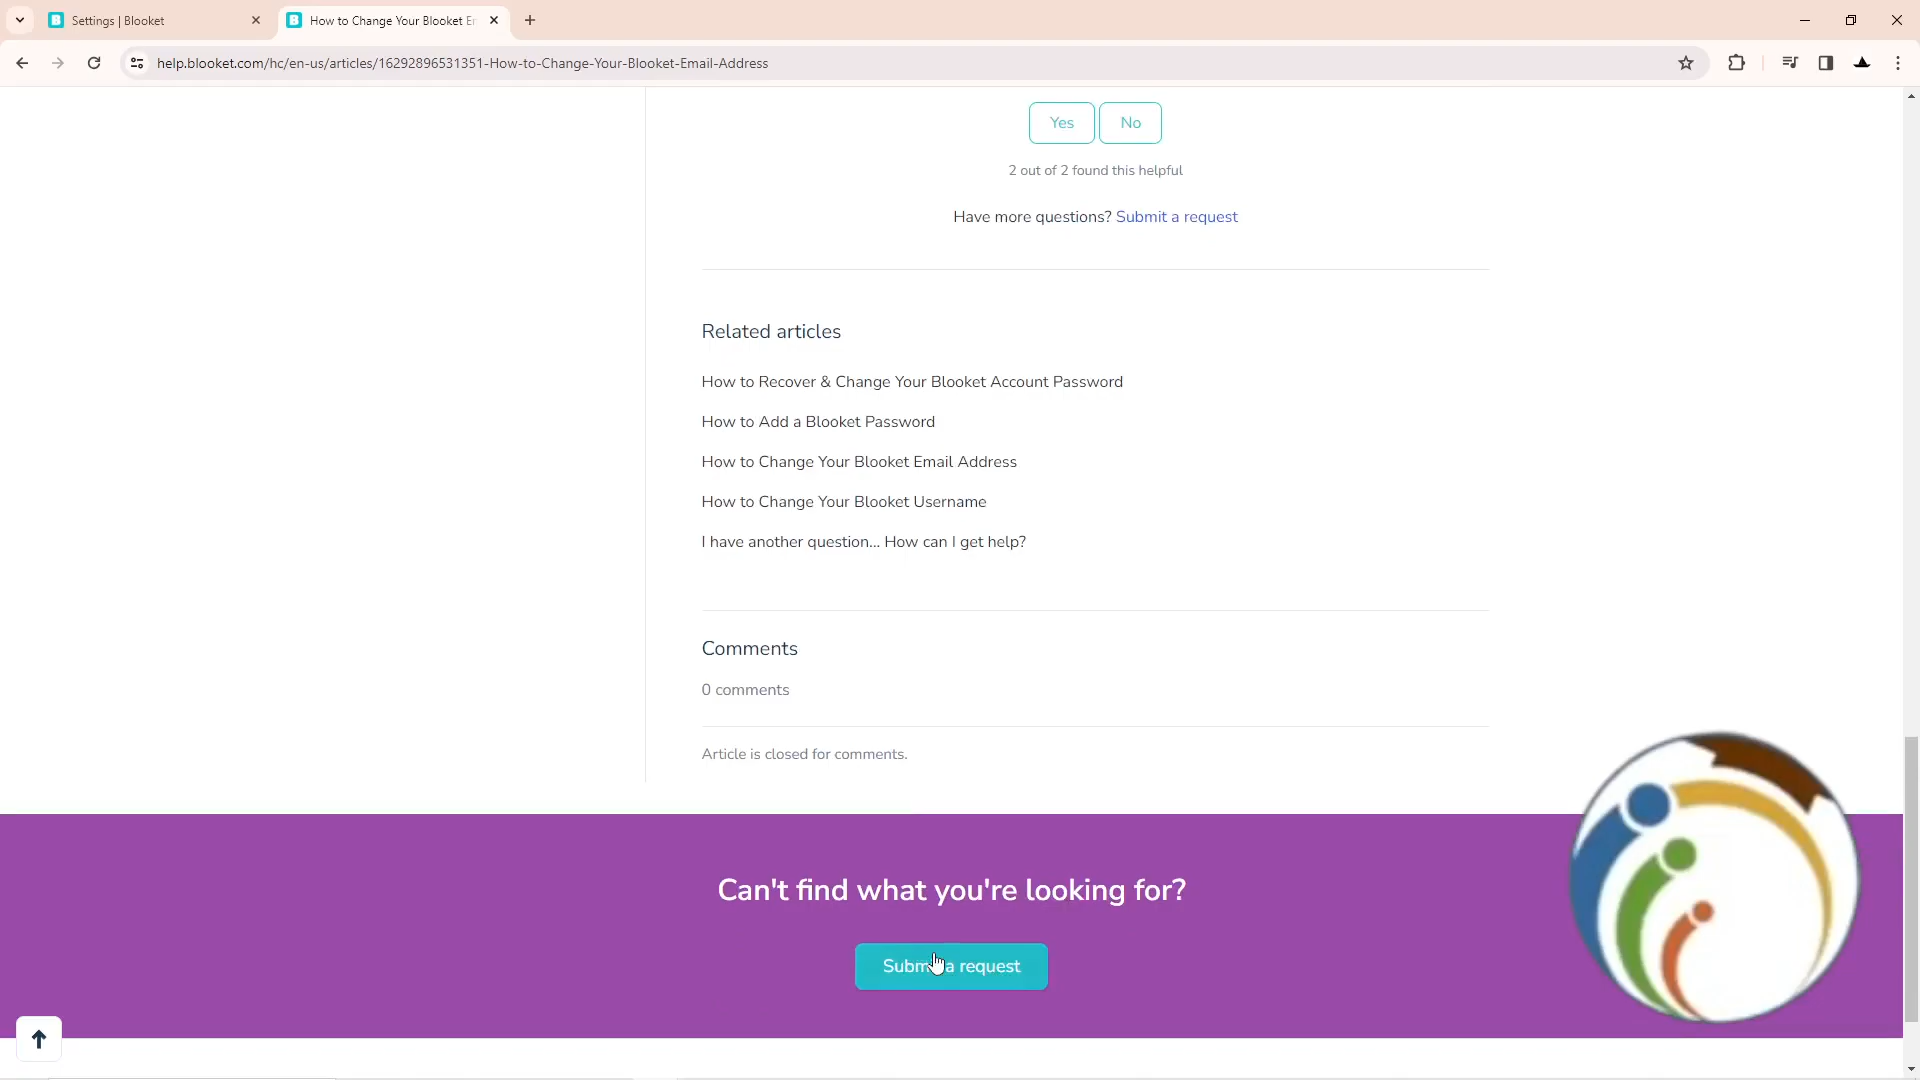 Settings | Blooket
How to Change Your Blooket E
help.blooket.com/hc/en-us/articles/16292896531351-How-to-Change-Your-Blooket-Email-Address
Yes
No
2 out of 2 found this helpful
Have more questions? Submit a request
Related articles
How to Recover & Change Your Blooket Account Password
How to Add a Blooket Password
How to Change Your Blooket Email Address
How to Change Your Blooket Username
I have another question... How can I get help?
Comments
0 comments
Article is closed for comments.
Can't find what you're looking for?
Submit a request